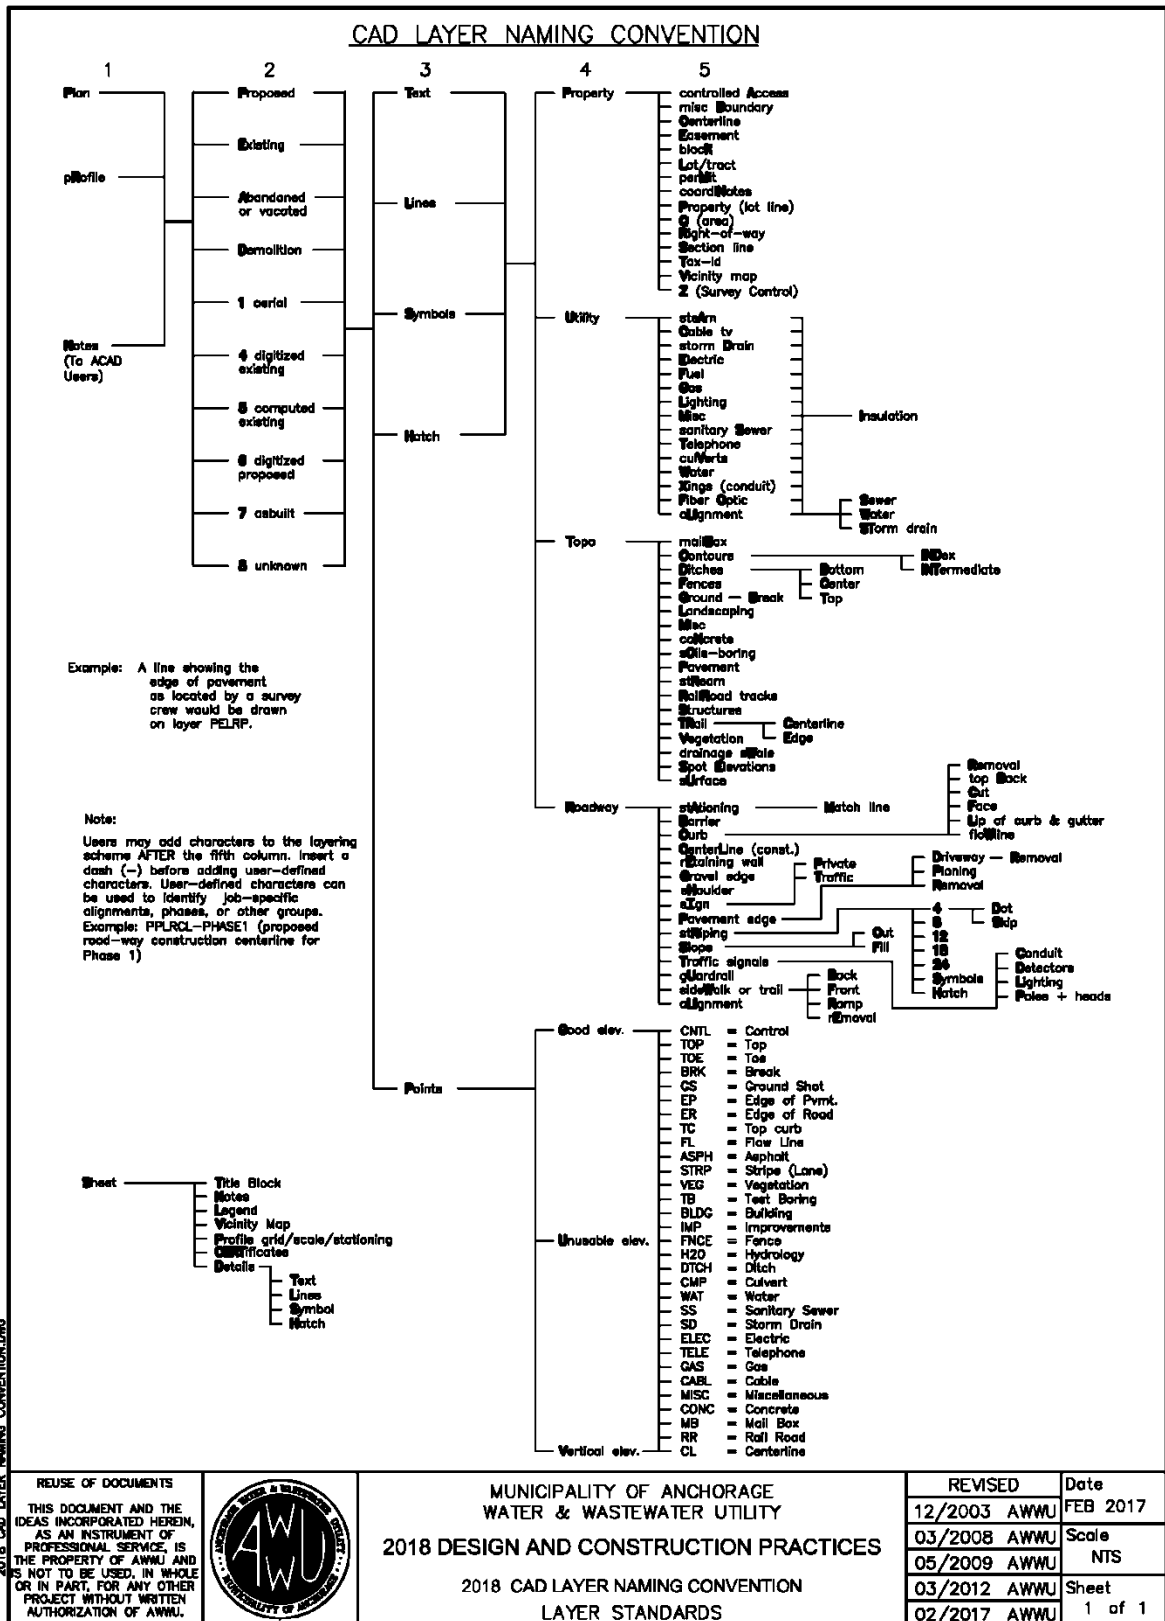 CAD LAYER NAMING CONVENTION
1 2 3 4 5
Plan
pRofile
Notes
(To ACAD
Users)
Proposed
Existing
Abandoned
or vacated
Demolition
1 aerial
4 digitized
existing
5 computed
existing
6 digitized
proposed
7 asbuilt
8 unknown
Text
Lines
Symbols
Hatch
Points
Property
controlled Access
misc Boundary
Centerline
Easement
blocK
Lot/tract
perMit
coordiNates
Property (lot line)
Q (area)
Right-of-way
Section line
Tax-id
Vicinity map
Z (Survey Control)
Utility
steAm
Cable tv
storm Drain
Electric
Fuel
Gas
Lighting
Misc
sanitary Sewer
Telephone
culVerts
Water
Xings (conduit)
Fiber Optic
aLignment
Insulation
Sewer
Water
STorm drain
Topo
mailBox
Contours
Ditches
Fences
Ground - Break
Landscaping
Misc
coNcrete
sOils-boring
Pavement
stReam
RailRoad tracks
Structures
TRail
Vegetation
drainage sWale
Spot Elevations
sUrface
INDex
INTermediate
Bottom
Center
Top
Centerline
Edge
Roadway
stAtioning
Barrier
Curb
CenterLine (const.)
rEtaining wall
Gravel edge
sHoulder
sIgn
Pavement edge
stRiping
Slope
Traffic signals
gUardrail
sideWalk or trail
aLignment
Match line
Removal
top Back
Cut
Face
Lip of curb & gutter
floWline
Private
Traffic
Driveway - Removal
Planing
Removal
4
8
12
18
24
Symbols
Hatch
Dot
Skip
Cut
Fill
Conduit
Detectors
Lighting
Poles + heads
Back
Front
Ramp
rEmoval
Example: A line showing the
edge of pavement
as located by a survey
crew would be drawn
on layer PELRP.
Note:
Users may add characters to the layering
scheme AFTER the fifth column. Insert a
dash (-) before adding user-defined
characters. User-defined characters can
be used to identify job-specific
alignments, phases, or other groups.
Example: PPLRCL-PHASE1 (proposed
road-way construction centerline for
Phase 1)
Good elev.
Unusable elev.
Vertical elev.
CNTL = Control
TOP = Top
TOE = Toe
BRK = Break
GS = Ground Shot
EP = Edge of Pvmt.
ER = Edge of Road
TC = Top curb
FL = Flow Line
ASPH = Asphalt
STRP = Stripe (Lane)
VEG = Vegetation
TB = Test Boring
BLDG = Building
IMP = Improvements
FNCE = Fence
H2O = Hydrology
DTCH = Ditch
CMP = Culvert
WAT = Water
SS = Sanitary Sewer
SD = Storm Drain
ELEC = Electric
TELE = Telephone
GAS = Gas
CABL = Cable
MISC = Miscellaneous
CONC = Concrete
MB = Mail Box
RR = Rail Road
CL = Centerline
Sheet
Title Block
Notes
Legend
Vicinity Map
Profile grid/scale/stationing
CERTificates
Details
Text
Lines
Symbol
Hatch
2018 CAD LAYER NAMING CONVENTION.DWG
REUSE OF DOCUMENTS
THIS DOCUMENT AND THE
IDEAS INCORPORATED HEREIN,
AS AN INSTRUMENT OF
PROFESSIONAL SERVICE, IS
THE PROPERTY OF AWWU AND
IS NOT TO BE USED, IN WHOLE
OR IN PART, FOR ANY OTHER
PROJECT WITHOUT WRITTEN
AUTHORIZATION OF AWWU.
ANCHORAGE WATER & WASTEWATER UTILITY
AWWU
MUNICIPALITY OF ANCHORAGE
MUNICIPALITY OF ANCHORAGE
WATER & WASTEWATER UTILITY
2018 DESIGN AND CONSTRUCTION PRACTICES
2018 CAD LAYER NAMING CONVENTION
LAYER STANDARDS
REVISED
12/2003 AWWU
03/2008 AWWU
05/2009 AWWU
03/2012 AWWU
02/2017 AWWU
Date
FEB 2017
Scale
NTS
Sheet
1 of 1